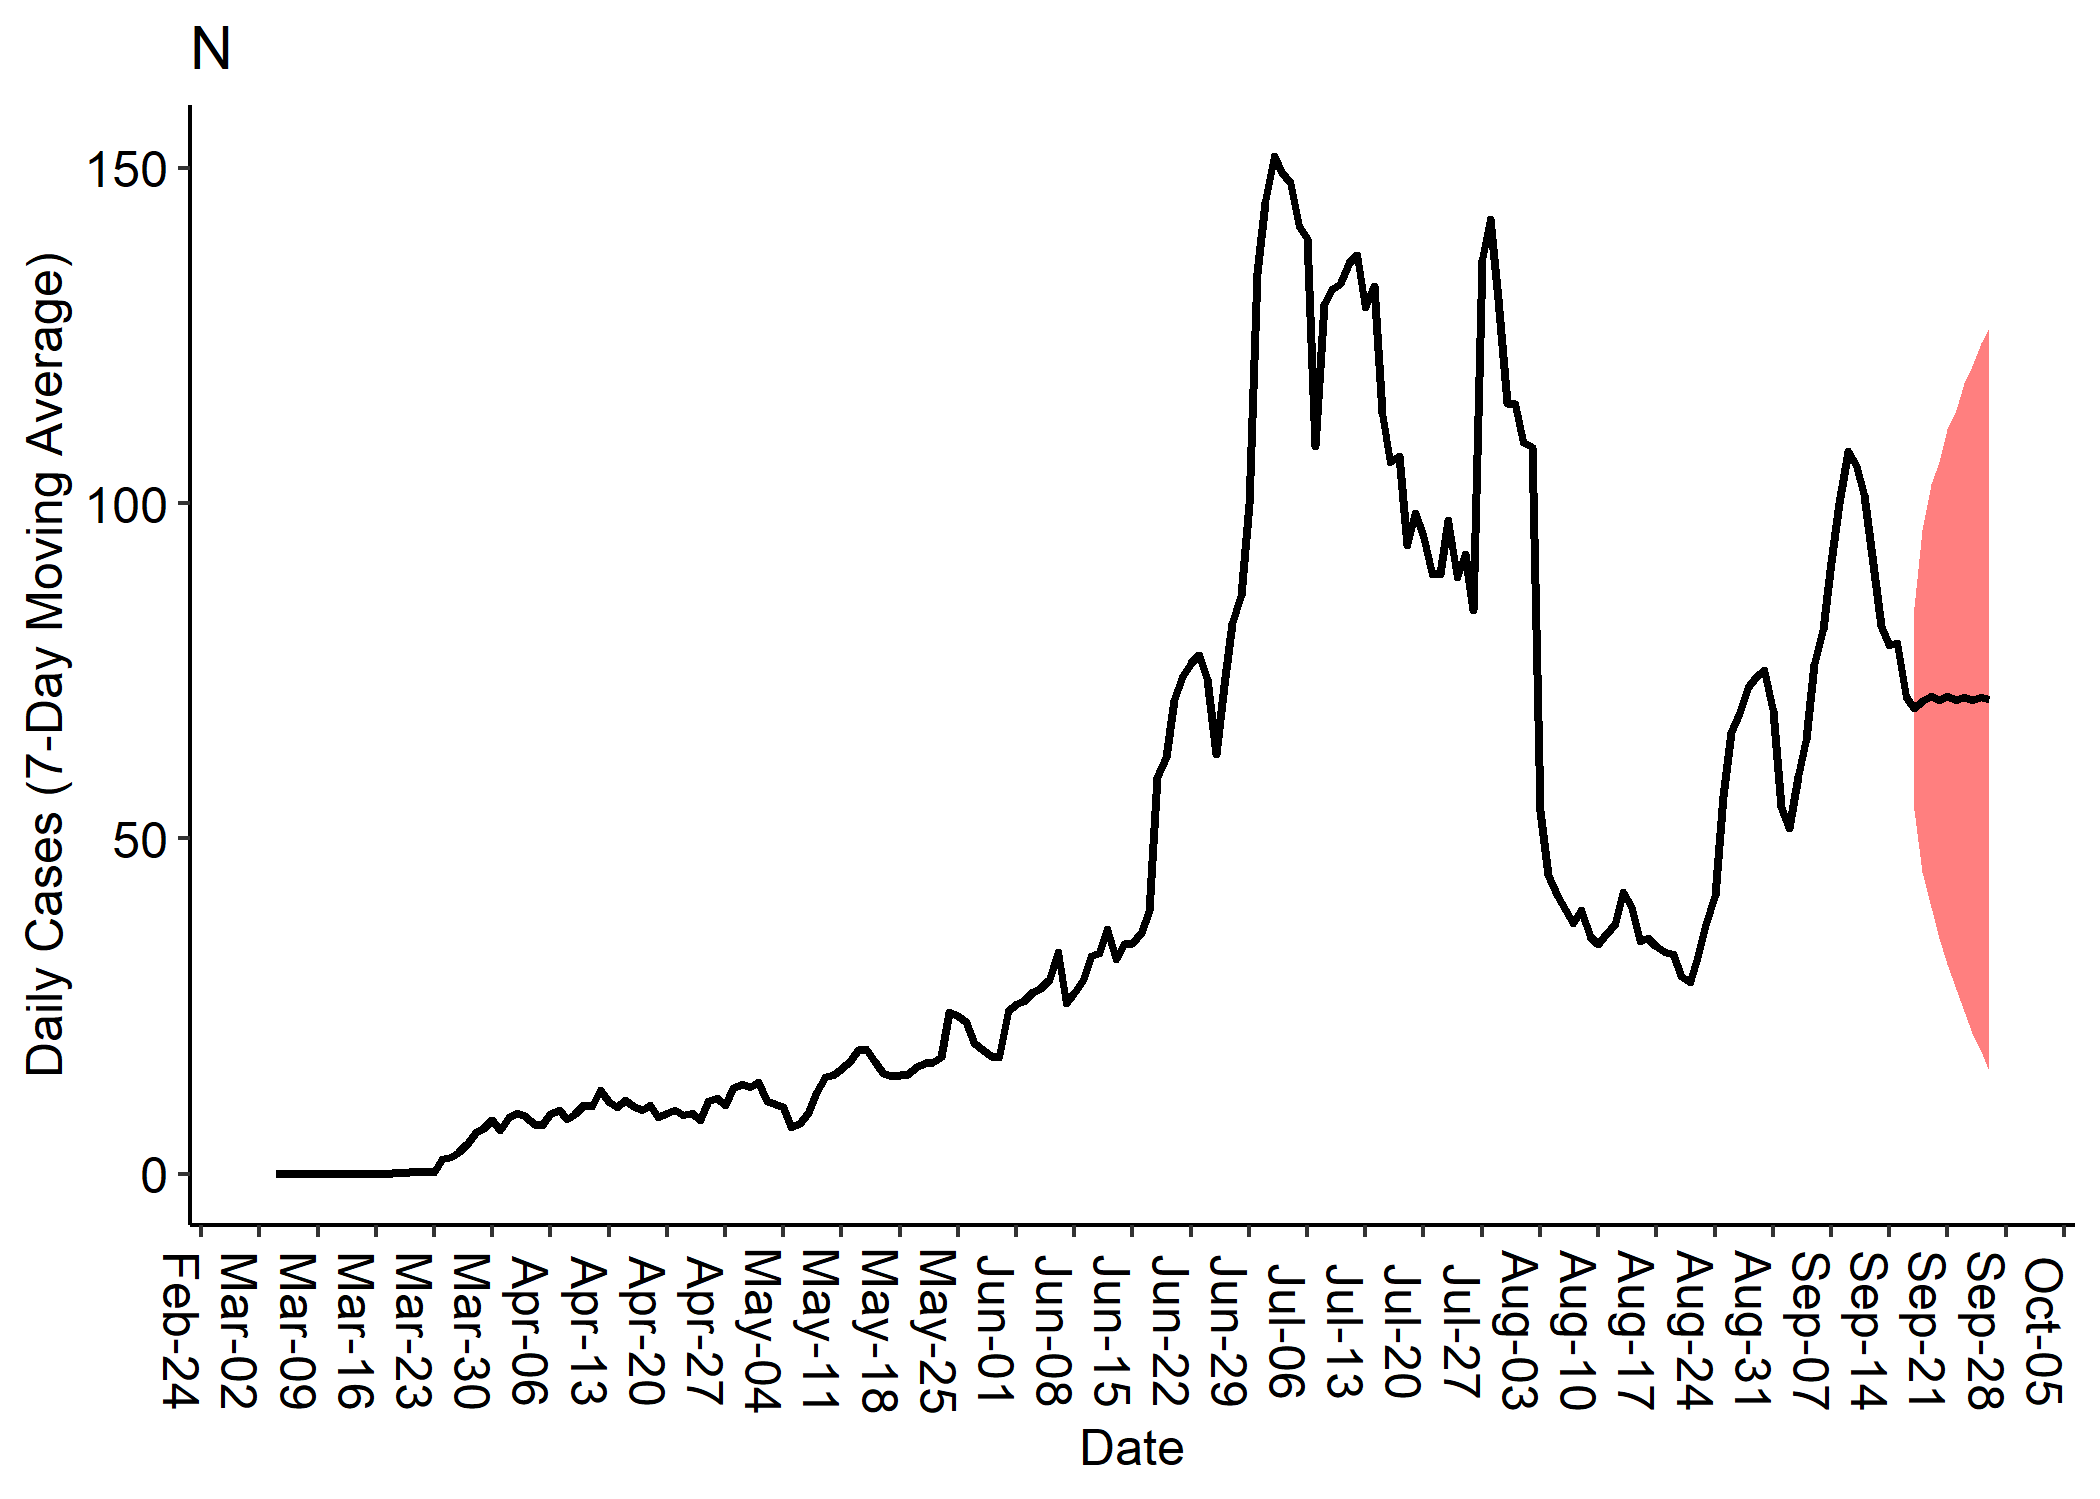 N
Daily Cases (7-Day Moving Average)
150
100
50
0
Feb-24
Mar-02
Mar-09
Mar-16
Mar-23
Mar-30
Apr-06
Apr-13
Apr-20
Apr-27
May-04
May-11
May-18
May-25
Jun-01
Jun-08
Jun-15
Jun-22
Jun-29
Jul-06
Jul-13
Jul-20
Jul-27
Aug-03
Aug-10
Aug-17
Aug-24
Aug-31
Sep-07
Sep-14
Sep-21
Sep-28
Oct-05
Date